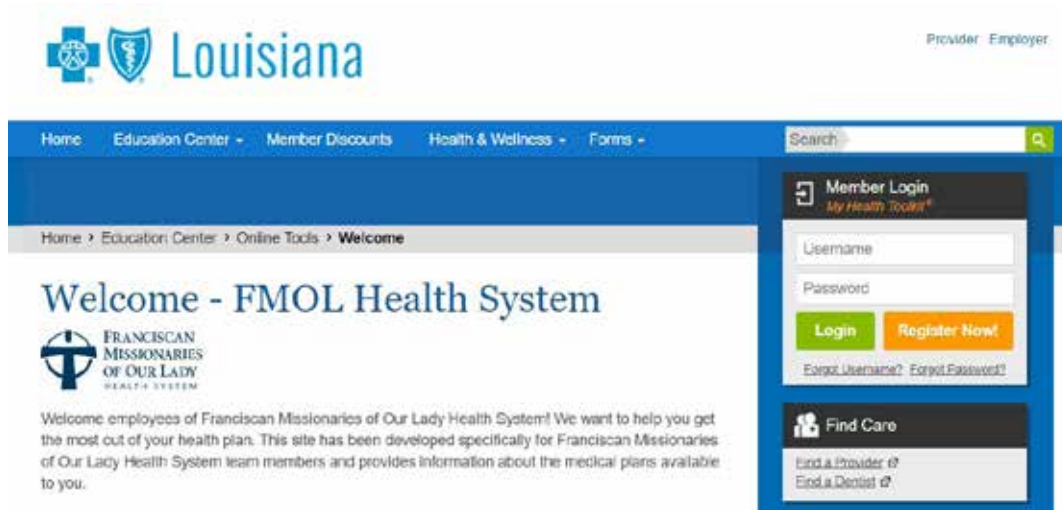 Louisiana
Provider Employer
Home Education Center Member Discounts Health & Wellness Forms
Search
Member Login
My Health Toolkit®
Home › Education Center › Online Tools › Welcome
Username
Password
Login Register Now!
Forgot Username? Forgot Password?
Welcome - FMOL Health System
FRANCISCAN
MISSIONARIES
OF OUR LADY
HEALTH SYSTEM
Welcome employees of Franciscan Missionaries of Our Lady Health System! We want to help you get
the most out of your health plan. This site has been developed specifically for Franciscan Missionaries
of Our Lady Health System team members and provides information about the medical plans available
to you.
Find Care
Find a Provider
Find a Dentist